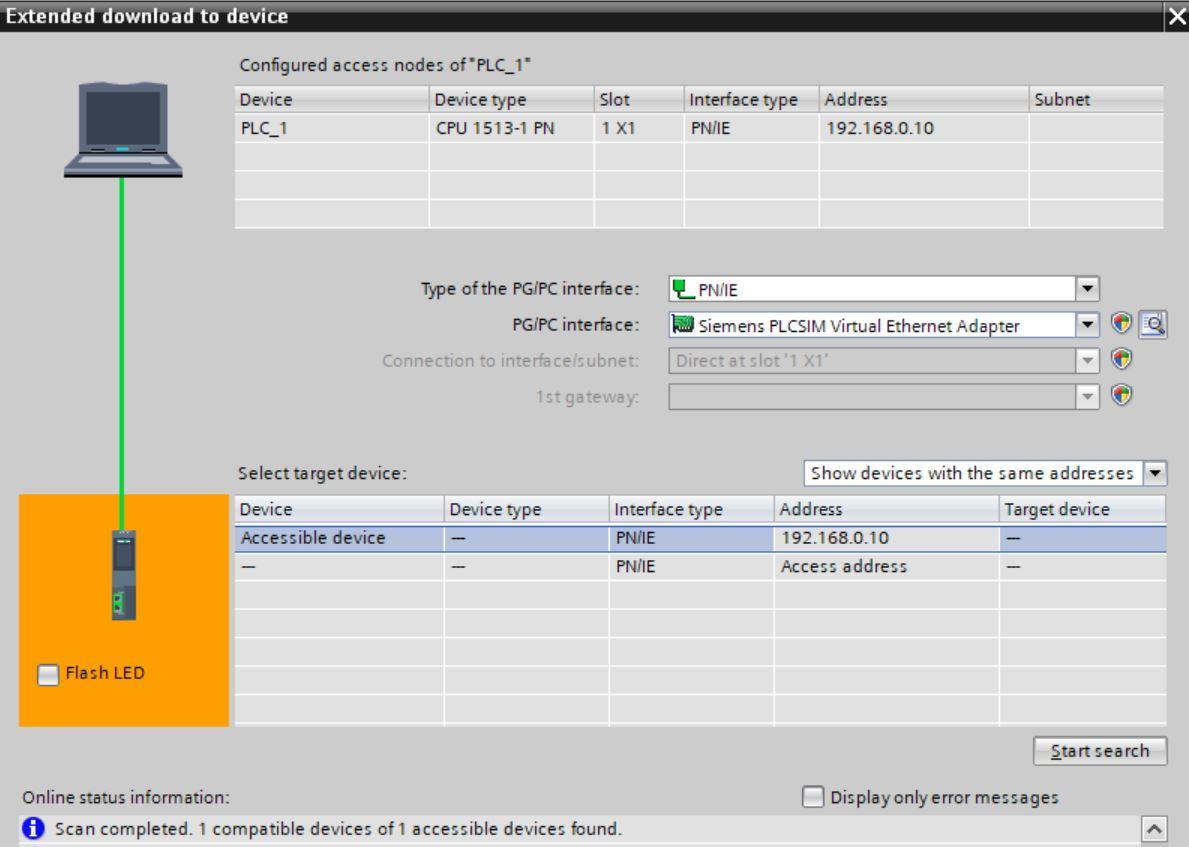 Extended download to device
Configured access nodes of "PLC_1"
Device Device type Slot Interface type Address Subnet
PLC_1 CPU 1513-1 PN 1 X1 PN/IE 192.168.0.10
Type of the PG/PC interface: PN/IE
PG/PC interface: Siemens PLCSIM Virtual Ethernet Adapter
Connection to interface/subnet: Direct at slot '1 X1'
1st gateway:
Select target device: Show devices with the same addresses
Device Device type Interface type Address Target device
Accessible device — PN/IE 192.168.0.10 —
— — PN/IE Access address —
Flash LED
Start search
Online status information: Display only error messages
Scan completed. 1 compatible devices of 1 accessible devices found.